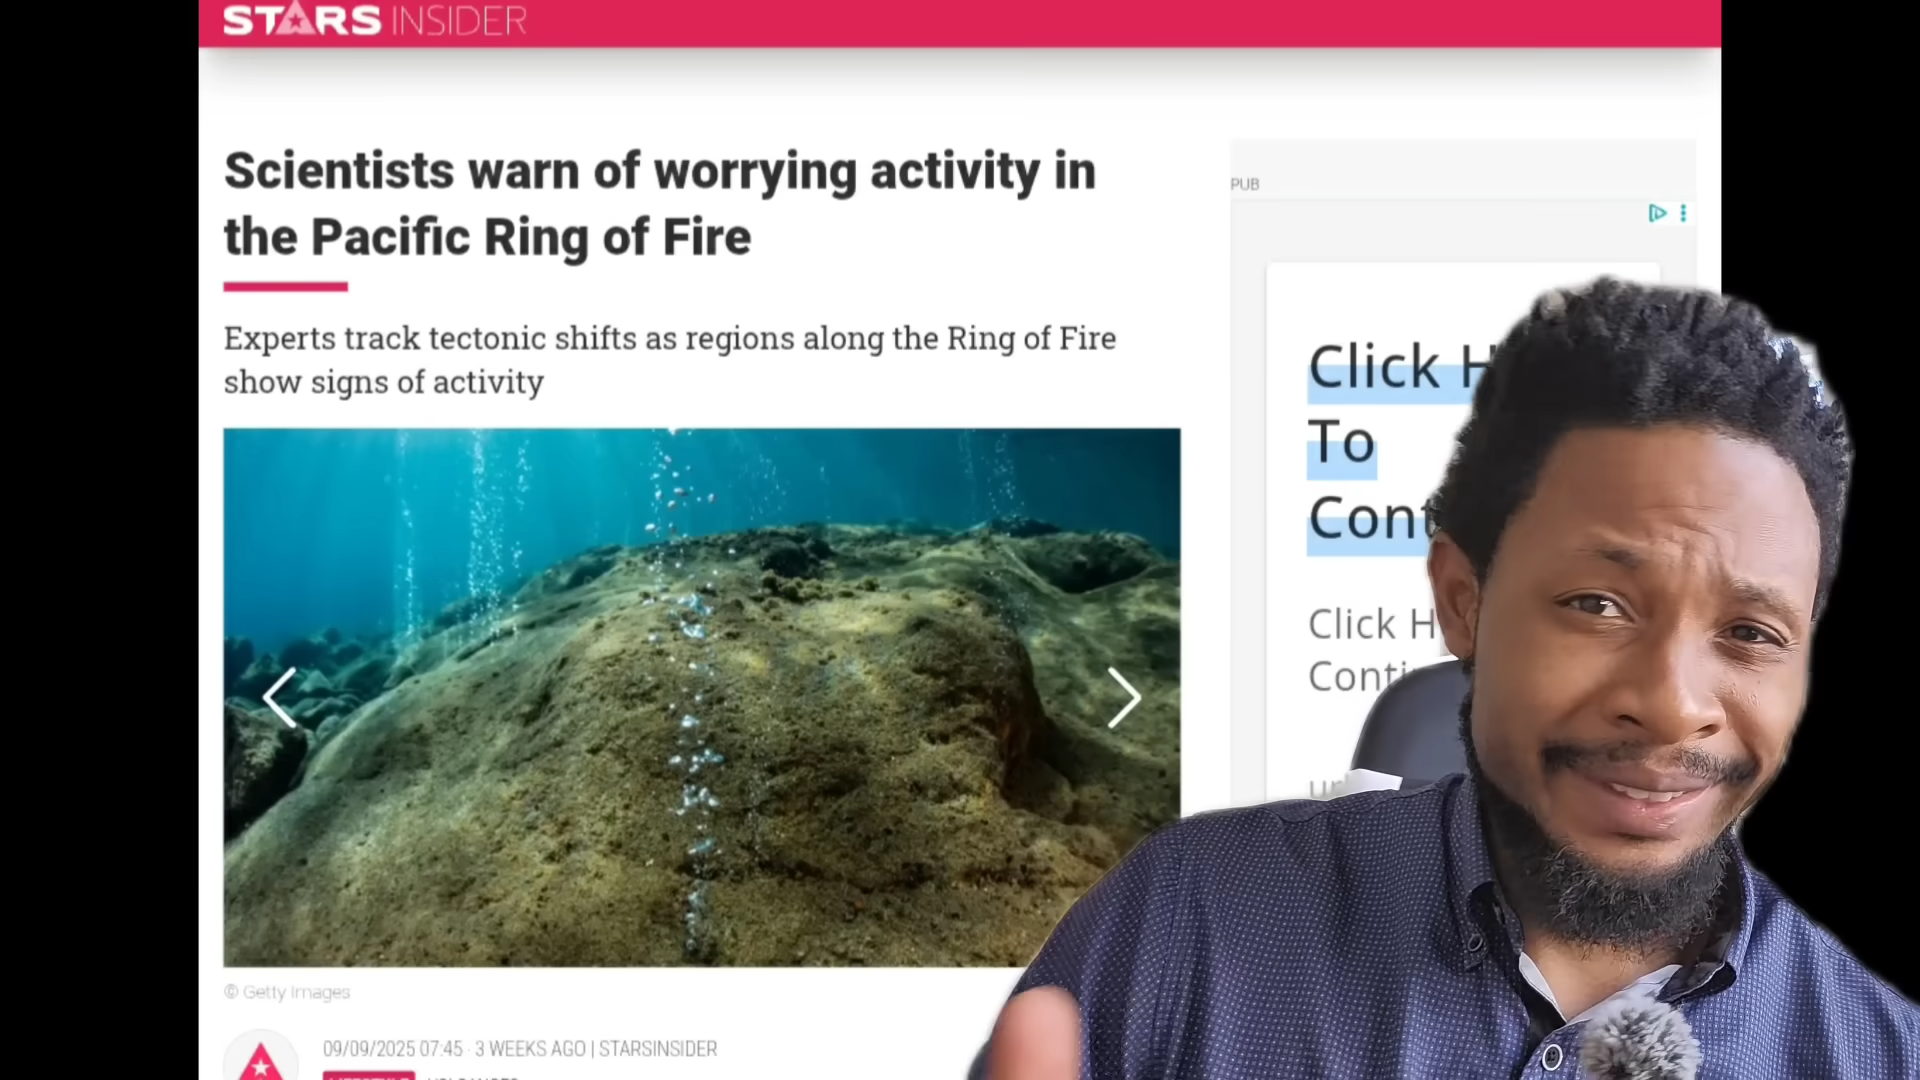 STARS INSIDER
Scientists warn of worrying activity in
the Pacific Ring of Fire
Experts track tectonic shifts as regions along the Ring of Fire
show signs of activity
© Getty Images
09/09/2025 07:45 · 3 WEEKS AGO | STARSINSIDER
PUB
Click
To
Click